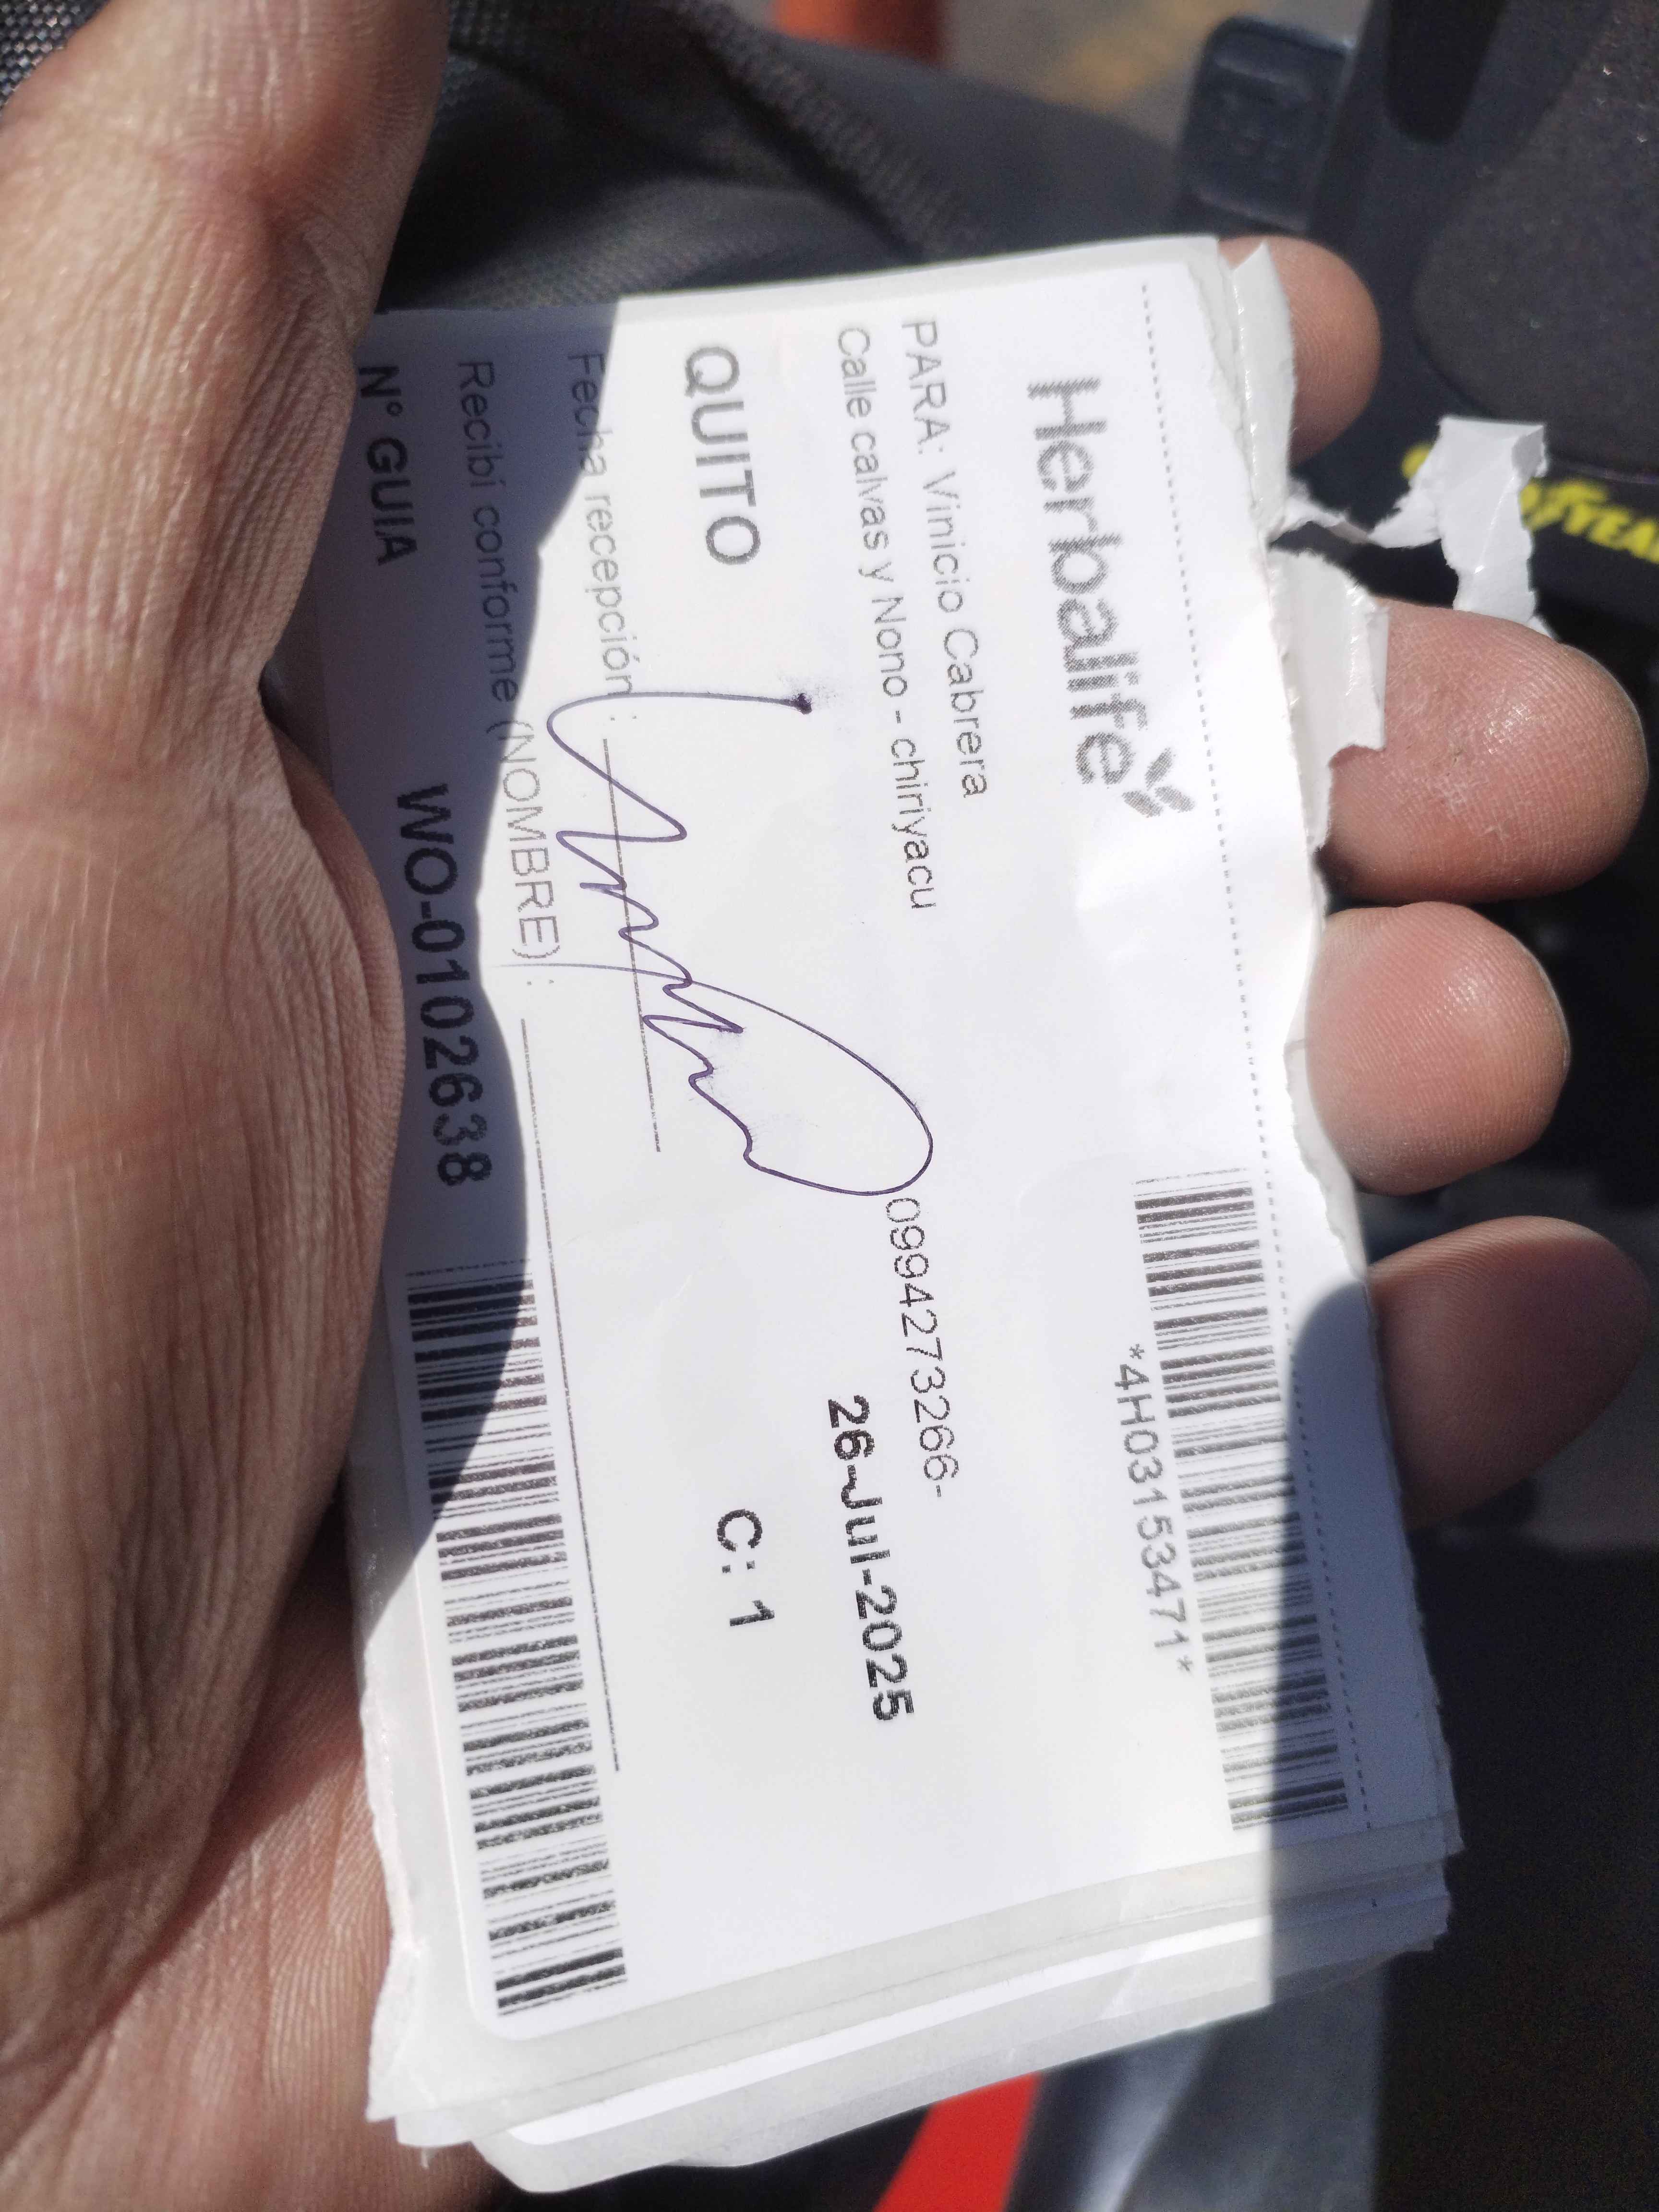 Herbalife
*4H03153471*
PARA: Vinicio Cabrera
Calle calvas y Nono - chiriyacu
0994273266-
26-Jul-2025
QUITO
C: 1
Fecha recepción:
Recibí conforme (NOMBRE):
N° GUIA WO-0102638